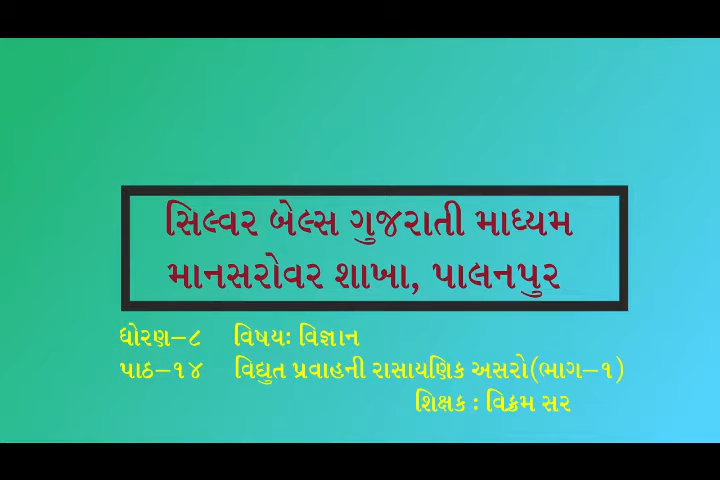 સિલ્વર બેલ્સ ગુજરાતી માધ્યમ
માનસરોવર શાખા, પાલનપુર
ધોરણ–૮ વિષયઃ વિજ્ઞાન
પાઠ–૧૪ વિદ્યુત પ્રવાહની રાસાયણિક અસરો(ભાગ–૧)
શિક્ષક : વિક્રમ સર